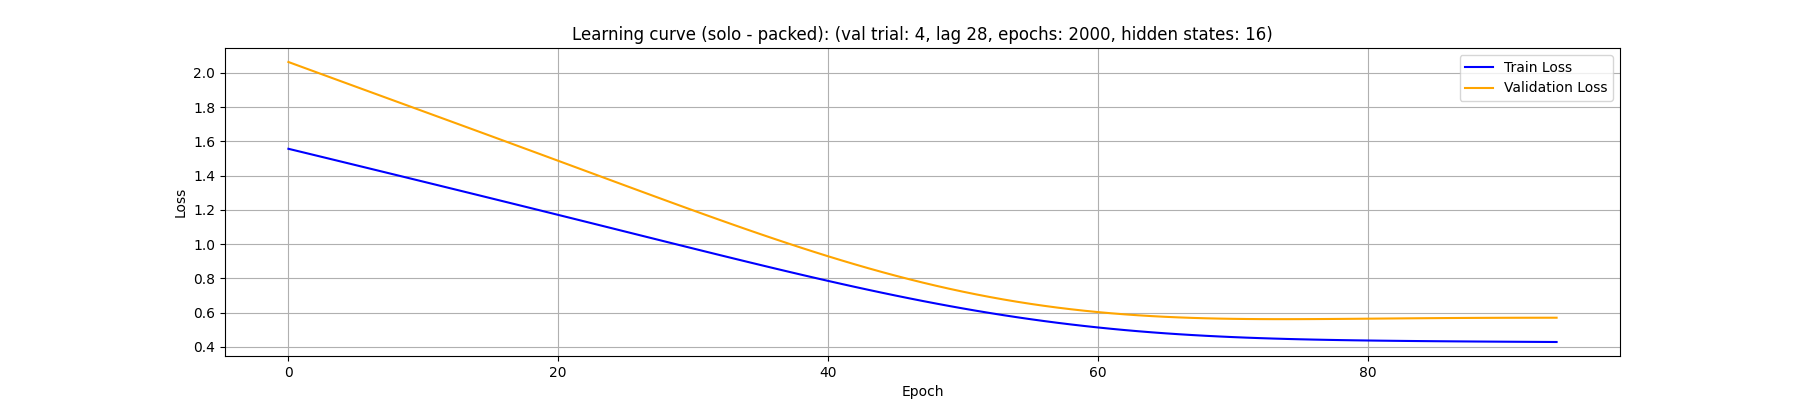 Learning curve (solo - packed): (val trial: 4, lag 28, epochs: 2000, hidden states: 16)
Train Loss
Validation Loss
Loss
2.0
1.8
1.6
1.4
1.2
1.0
0.8
0.6
0.4
0 20 40 60 80
Epoch